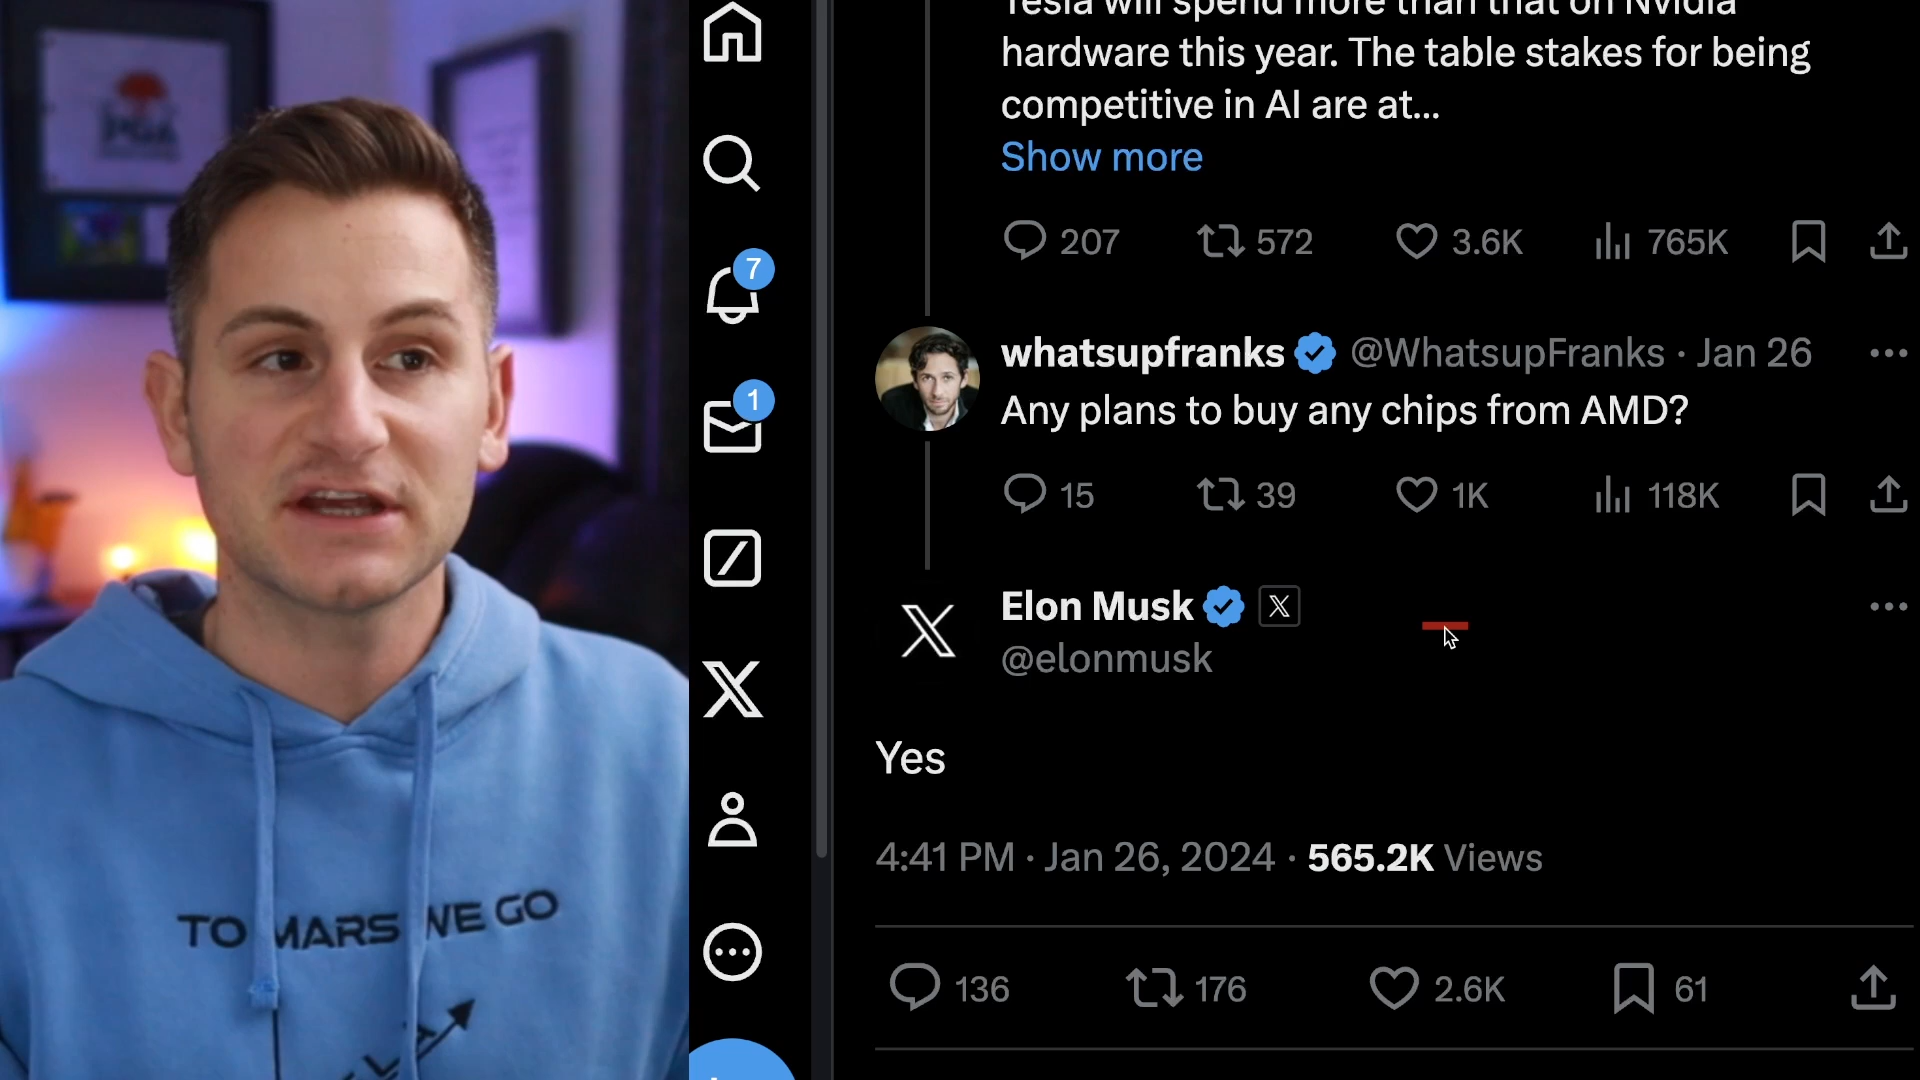 Tesla will spend more than that on Nvidia
hardware this year. The table stakes for being
competitive in AI are at...
Show more
207 572 3.6K 765K
7
whatsupfranks @WhatsupFranks · Jan 26
Any plans to buy any chips from AMD?
1
15 39 1K 118K
Elon Musk X
@elonmusk
X
Yes
4:41 PM · Jan 26, 2024 · 565.2K Views
136 176 2.6K 61
PGA
TO MARS WE GO